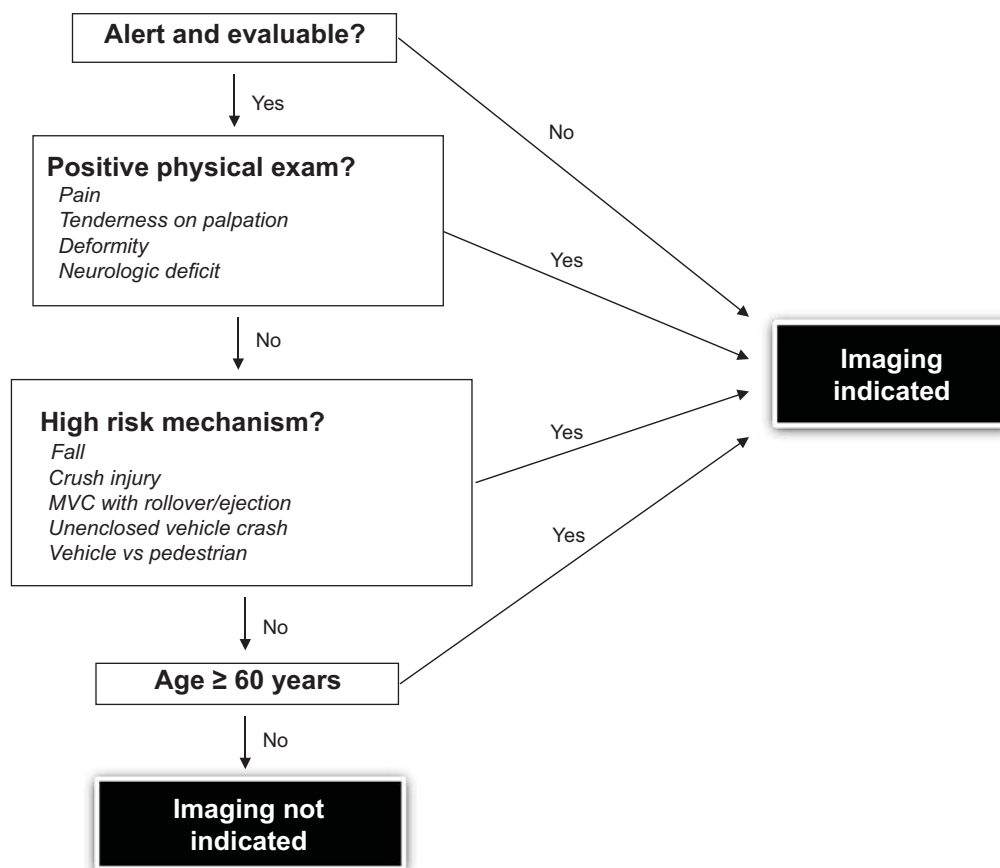 Alert and evaluable?
Yes
No
Positive physical exam?
Pain
Tenderness on palpation
Deformity
Neurologic deficit
Yes
No
Imaging
indicated
High risk mechanism?
Fall
Crush injury
MVC with rollover/ejection
Unenclosed vehicle crash
Vehicle vs pedestrian
Yes
Yes
No
Age ≥ 60 years
No
Imaging not
indicated